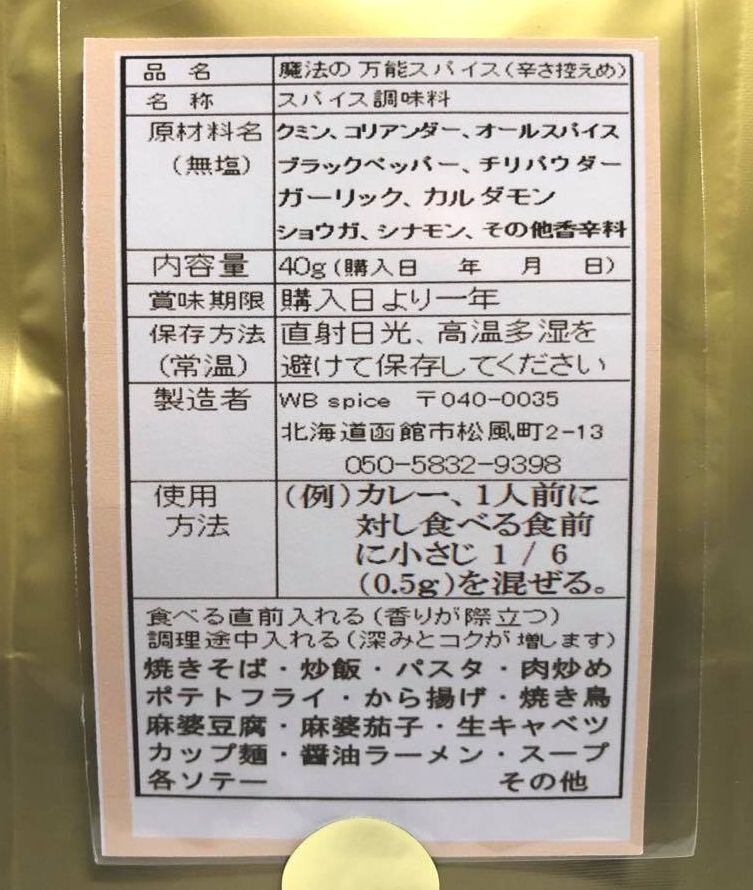 品 名 魔法の 万能スパイス(辛さ控えめ)
名 称 スパイス調味料
原材料名 クミン、コリアンダー、オールスパイス
(無塩) ブラックペッパー、チリパウダー
ガーリック、カルダモン
ショウガ、シナモン、その他香辛料
内容量 40g(購入日 年 月 日)
賞味期限 購入日より一年
保存方法 直射日光、高温多湿を
(常温) 避けて保存してください
製造者 WB spice 〒040-0035
北海道函館市松風町2-13
050-5832-9398
使用 (例)カレー、1人前に
方法 対し食べる食前
に小さじ 1 / 6
(0.5g)を混ぜる。
食べる直前入れる(香りが際立つ)
調理途中入れる(深みとコクが増します)
焼きそば・炒飯・パスタ・肉炒め
ポテトフライ・から揚げ・焼き鳥
麻婆豆腐・麻婆茄子・生キャベツ
カップ麺・醤油ラーメン・スープ
各ソテー その他